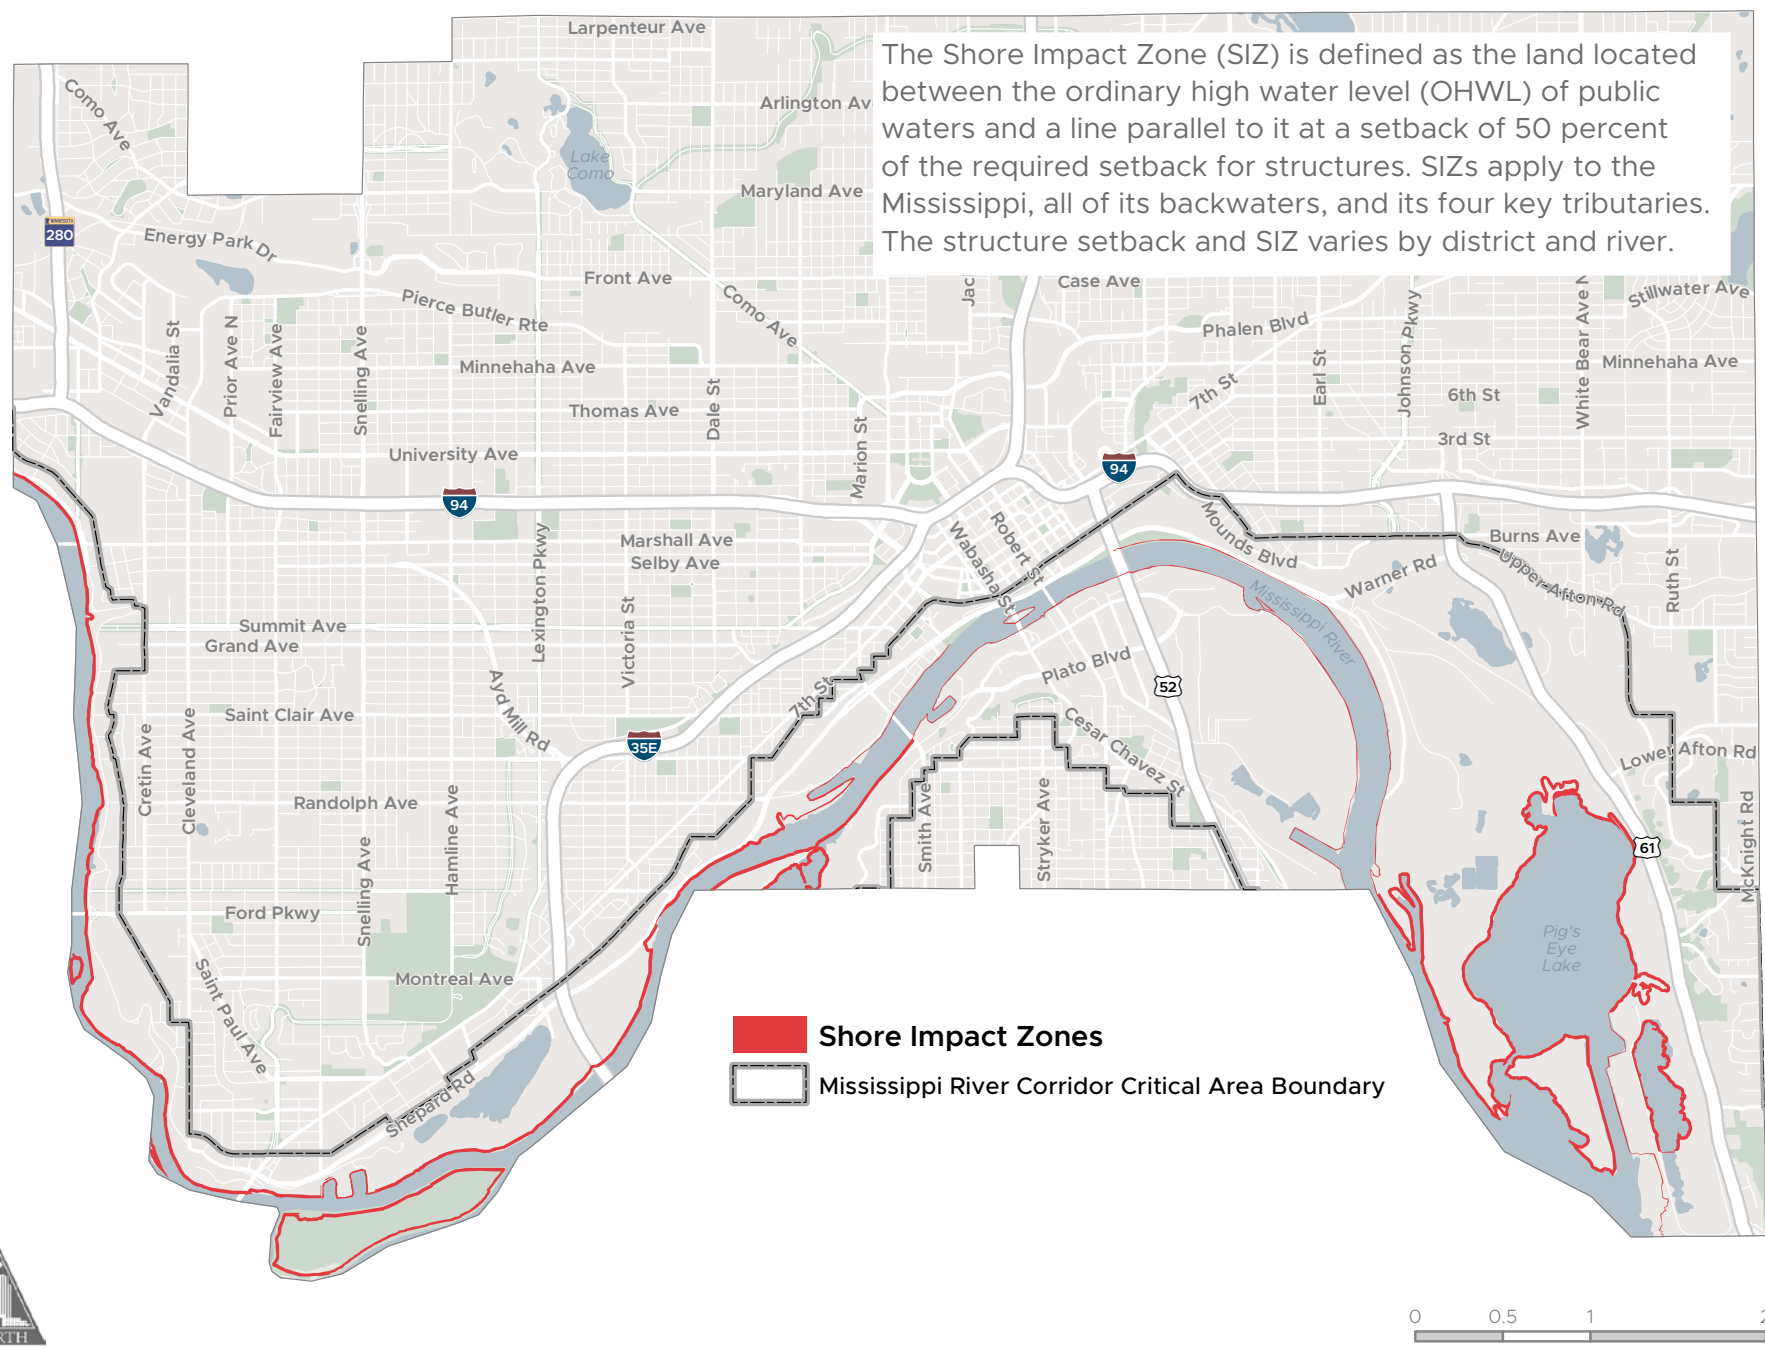 Larpenteur Ave
The Shore Impact Zone (SIZ) is defined as the land located
between the ordinary high water level (OHWL) of public
waters and a line parallel to it at a setback of 50 percent
of the required setback for structures. SIZs apply to the
Mississippi, all of its backwaters, and its four key tributaries.
The structure setback and SIZ varies by district and river.
Como Ave
Arlington Av
Lake
Como
Maryland Ave
MINNESOTA
280
Energy Park Dr
Front Ave
Jac
Case Ave
Pierce Butler Rte
Como Ave
Stillwater Ave
Phalen Blvd
Vandalia St
Prior Ave N
Fairview Ave
Snelling Ave
Minnehaha Ave
Dale St
Earl St
Johnson Pkwy
White Bear Ave N
Minnehaha Ave
7th St
6th St
Thomas Ave
Marion St
3rd St
University Ave
94
94
Marshall Ave
Selby Ave
Lexington Pkwy
Victoria St
Wabasha St
Robert St
Mounds Blvd
Burns Ave
Warner Rd
Upper Afton Rd
Ruth St
Mississippi River
Summit Ave
Grand Ave
Plato Blvd
52
Ayd Mill Rd
7th St
Saint Clair Ave
Cesar Chavez St
35E
Cretin Ave
Cleveland Ave
Lower Afton Rd
Randolph Ave
Hamline Ave
Smith Ave
Stryker Ave
61
McKnight Rd
Snelling Ave
Ford Pkwy
Pig's
Eye
Lake
Saint Paul Ave
Montreal Ave
Shore Impact Zones
Mississippi River Corridor Critical Area Boundary
Shepard Rd
RTH
0 0.5 1 2